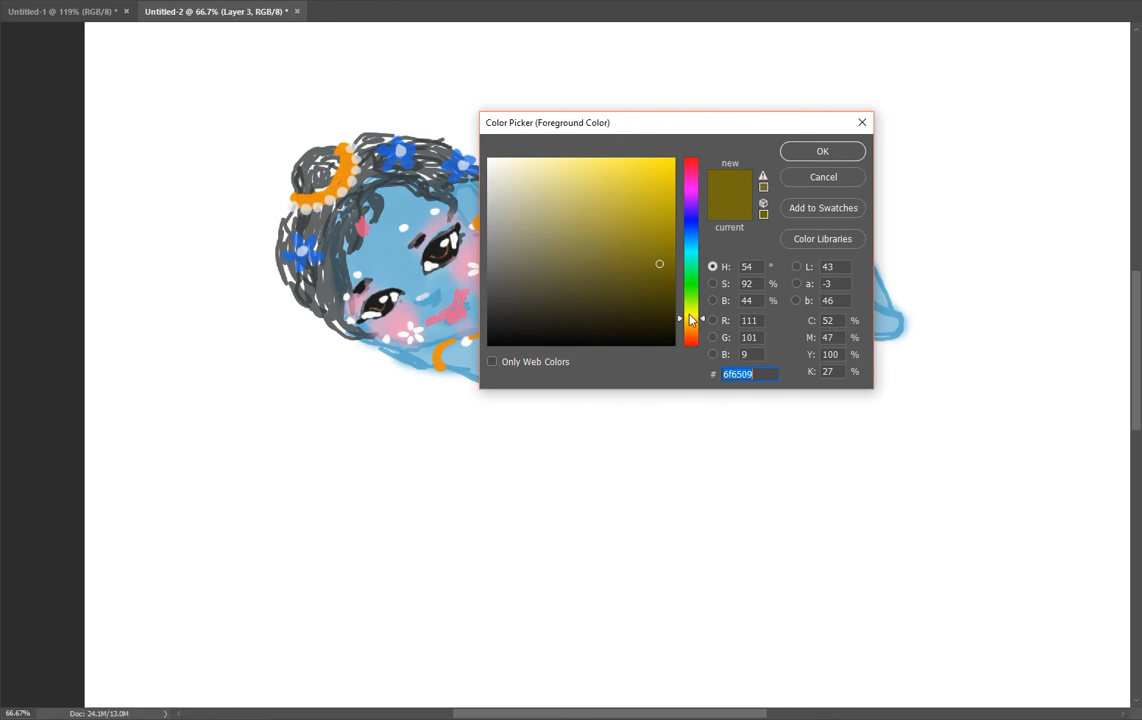 Untitled-1 @ 119% (RGB/8) * ×
Untitled-2 @ 66.7% (Layer 3, RGB/8) * ×
Color Picker (Foreground Color)
new
current
OK
Cancel
Add to Swatches
Color Libraries
H: 54 °
S: 92 %
B: 44 %
R: 111
G: 101
B: 9
# 6f6509
L: 43
a: -3
b: 46
C: 52 %
M: 47 %
Y: 100 %
K: 27 %
Only Web Colors
66.67% Doc: 24.1M/13.0M